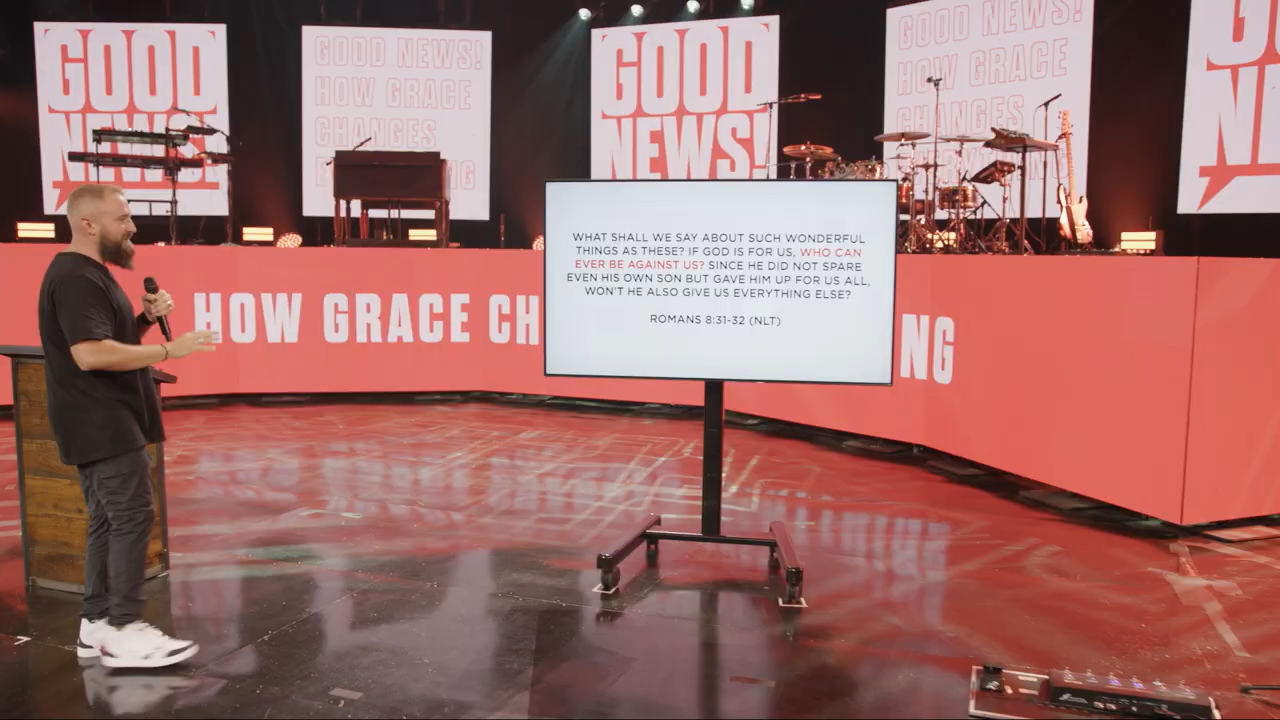 GOOD
NEWS!
GOOD NEWS!
HOW GRACE
CHANGES
GOOD
NEWS!
GOOD NEWS!
HOW GRACE
CHANGES
WHAT SHALL WE SAY ABOUT SUCH WONDERFUL
THINGS AS THESE? IF GOD IS FOR US, WHO CAN
EVER BE AGAINST US? SINCE HE DID NOT SPARE
EVEN HIS OWN SON BUT GAVE HIM UP FOR US ALL,
WON'T HE ALSO GIVE US EVERYTHING ELSE?
ROMANS 8:31-32 (NLT)
HOW GRACE CH NG